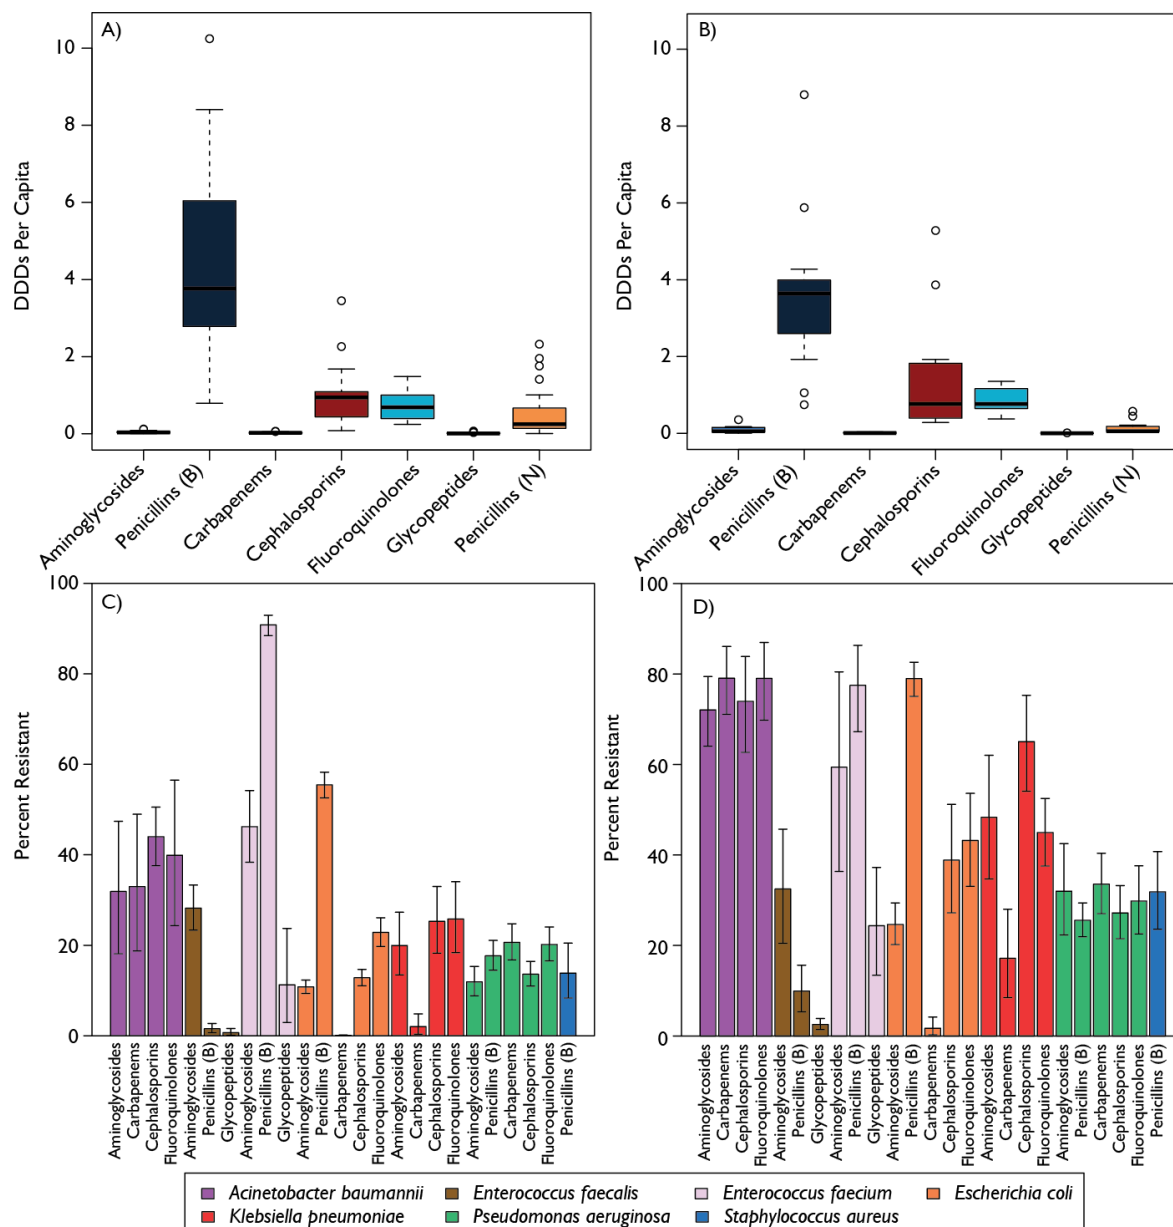 A)
10
8
6
4
2
0
DDDs Per Capita
Aminoglycosides
Penicillins (B)
Carbapenems
Cephalosporins
Fluoroquinolones
Glycopeptides
Penicillins (N)
B)
10
8
6
4
2
0
DDDs Per Capita
Aminoglycosides
Penicillins (B)
Carbapenems
Cephalosporins
Fluoroquinolones
Glycopeptides
Penicillins (N)
C)
100
80
60
40
20
0
Percent Resistant
Aminoglycosides
Carbapenems
Cephalosporins
Fluoroquinolones
Aminoglycosides
Penicillins (B)
Glycopeptides
Aminoglycosides
Penicillins (B)
Glycopeptides
Aminoglycosides
Penicillins (B)
Carbapenems
Cephalosporins
Fluoroquinolones
Aminoglycosides
Carbapenems
Cephalosporins
Fluoroquinolones
Aminoglycosides
Penicillins (B)
Carbapenems
Cephalosporins
Fluoroquinolones
Penicillins (B)
D)
100
80
60
40
20
0
Percent Resistant
Aminoglycosides
Carbapenems
Cephalosporins
Fluoroquinolones
Aminoglycosides
Penicillins (B)
Glycopeptides
Aminoglycosides
Penicillins (B)
Glycopeptides
Aminoglycosides
Penicillins (B)
Carbapenems
Cephalosporins
Fluoroquinolones
Aminoglycosides
Carbapenems
Cephalosporins
Fluoroquinolones
Aminoglycosides
Penicillins (B)
Carbapenems
Cephalosporins
Fluoroquinolones
Penicillins (B)
Acinetobacter baumannii Enterococcus faecalis Enterococcus faecium Escherichia coli
Klebsiella pneumoniae Pseudomonas aeruginosa Staphylococcus aureus